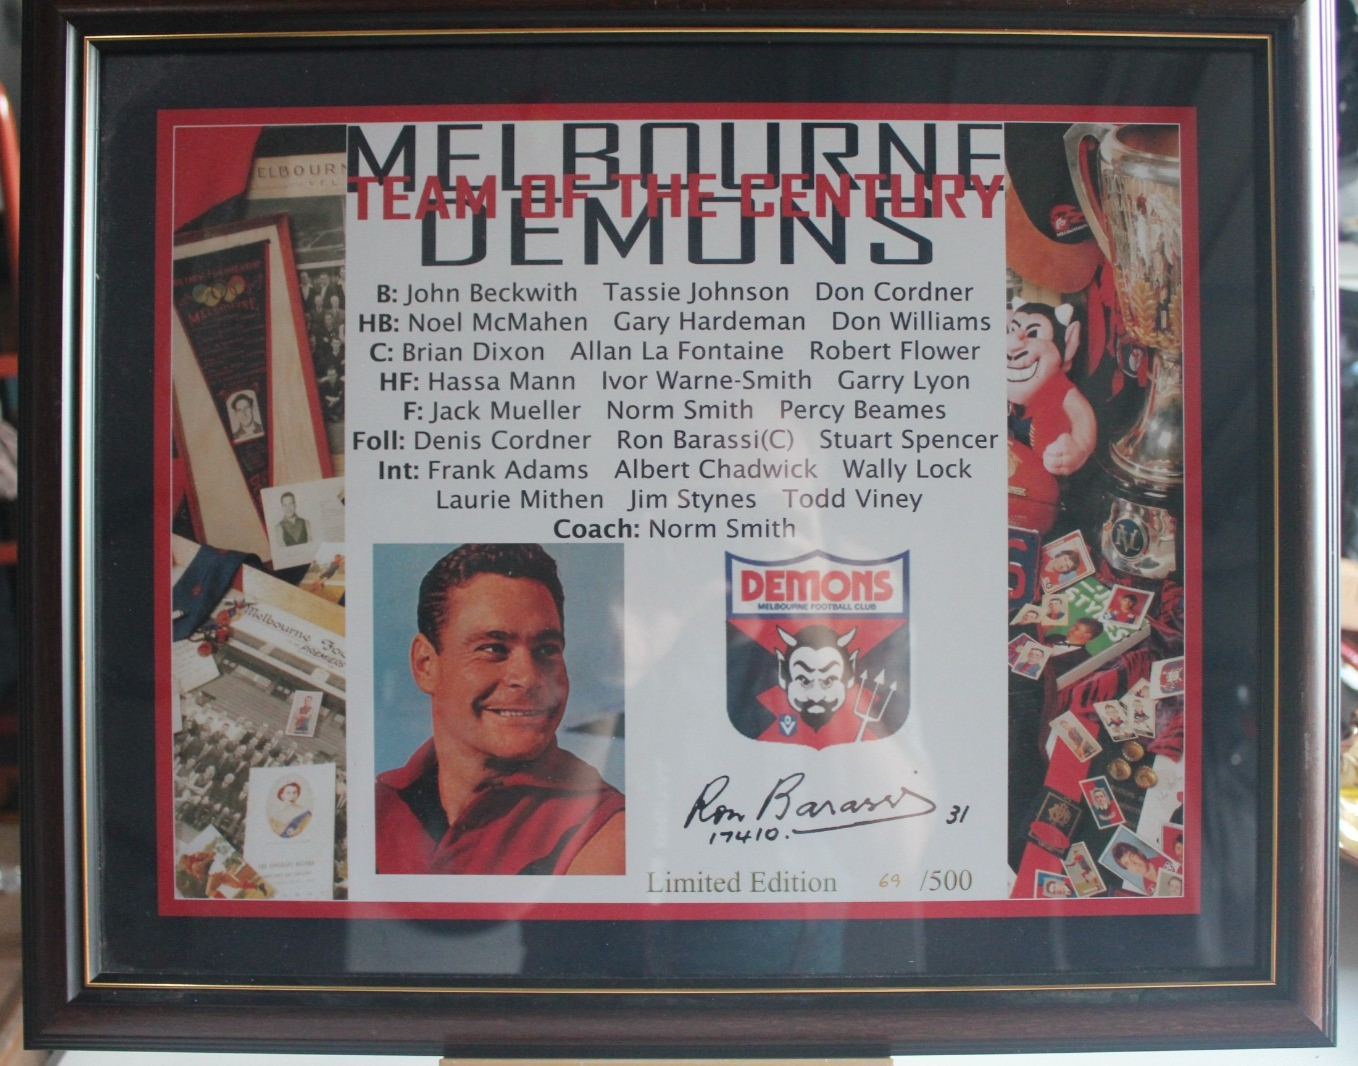 MELBOURNE
TEAM OF THE CENTURY
DEMONS
B: John Beckwith Tassie Johnson Don Cordner
HB: Noel McMahen Gary Hardeman Don Williams
C: Brian Dixon Allan La Fontaine Robert Flower
HF: Hassa Mann Ivor Warne-Smith Garry Lyon
F: Jack Mueller Norm Smith Percy Beames
Foll: Denis Cordner Ron Barassi(C) Stuart Spencer
Int: Frank Adams Albert Chadwick Wally Lock
Laurie Mithen Jim Stynes Todd Viney
Coach: Norm Smith
DEMONS
MELBOURNE FOOTBALL CLUB
Ron Barassi 31
17410.
Limited Edition 69 /500
ELBOURN
Melbourne